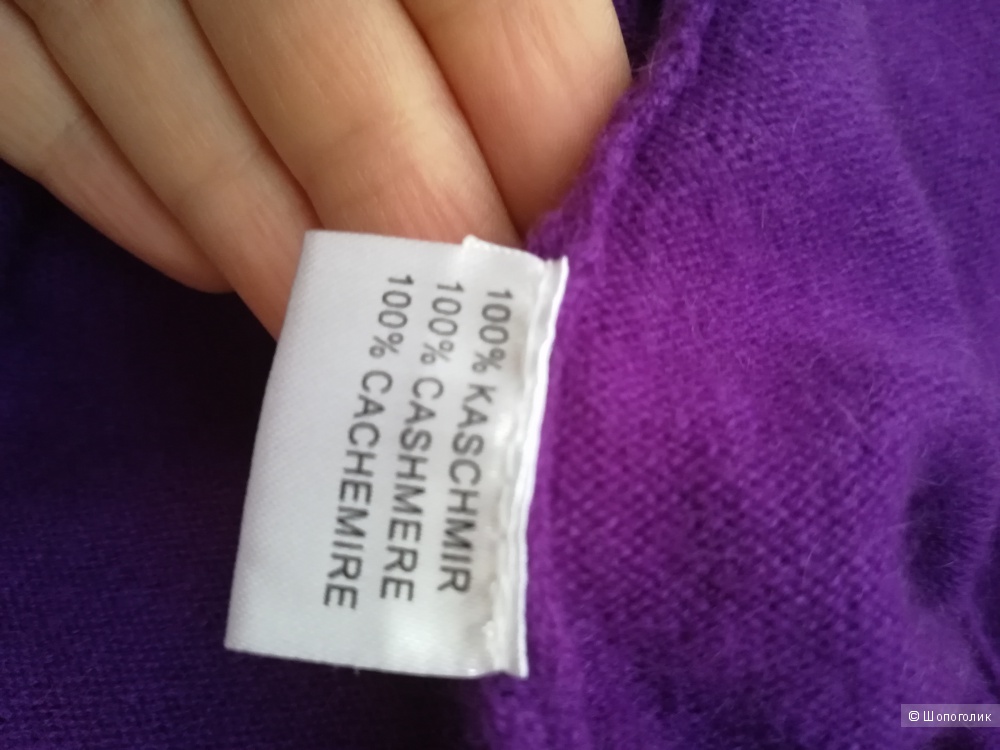 100% KASCHMIR
100% CASHMERE
100% CACHEMIRE
© Шопоголик